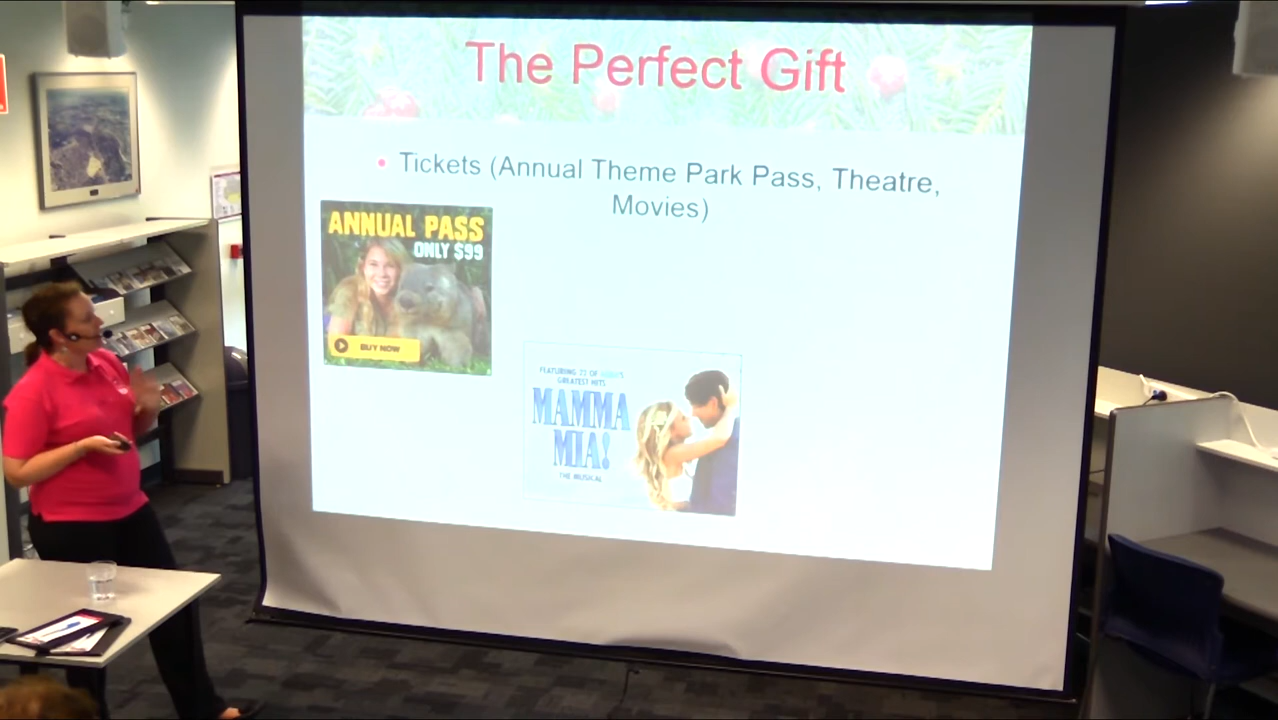 The Perfect Gift
• Tickets (Annual Theme Park Pass, Theatre,
Movies)
ANNUAL PASS
ONLY $99
BUY NOW
FEATURING 22 OF ABBA'S
GREATEST HITS
MAMMA
MIA!
THE MUSICAL